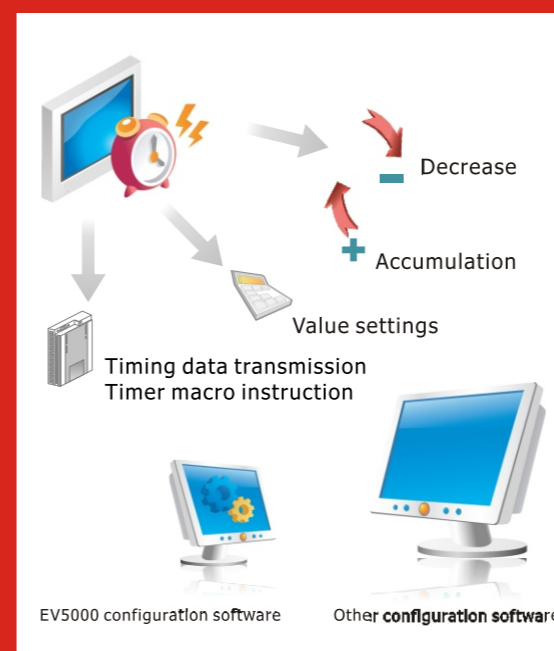 Decrease
Accumulation
Value settings
Timing data transmission
Timer macro instruction
EV5000 configuration software
Other configuration software